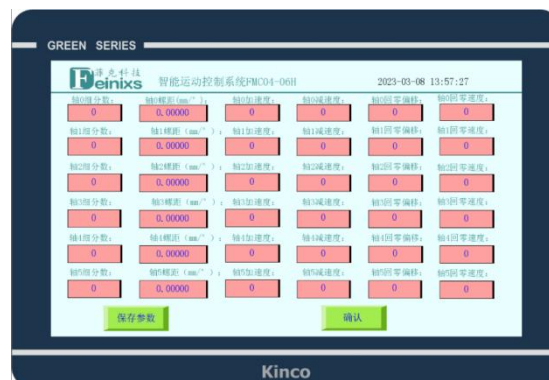 GREEN SERIES
菲克科技
Feinixs
智能运动控制系统FMC04-06H
2023-03-08 13:57:27
轴0细分数: 轴0螺距(mm/°): 轴0加速度: 轴0减速度: 轴0回零偏移: 轴0回零速度:
0 0.00000 0 0 0 0
轴1细分数: 轴1螺距(mm/°): 轴1加速度: 轴1减速度: 轴1回零偏移: 轴1回零速度:
0 0.00000 0 0 0 0
轴2细分数: 轴2螺距(mm/°): 轴2加速度: 轴2减速度: 轴2回零偏移: 轴2回零速度:
0 0.00000 0 0 0 0
轴3细分数: 轴3螺距(mm/°): 轴3加速度: 轴3减速度: 轴3回零偏移: 轴3回零速度:
0 0.00000 0 0 0 0
轴4细分数: 轴4螺距(mm/°): 轴4加速度: 轴4减速度: 轴4回零偏移: 轴4回零速度:
0 0.00000 0 0 0 0
轴5细分数: 轴5螺距(mm/°): 轴5加速度: 轴5减速度: 轴5回零偏移: 轴5回零速度:
0 0.00000 0 0 0 0
保存参数 确认
Kinco